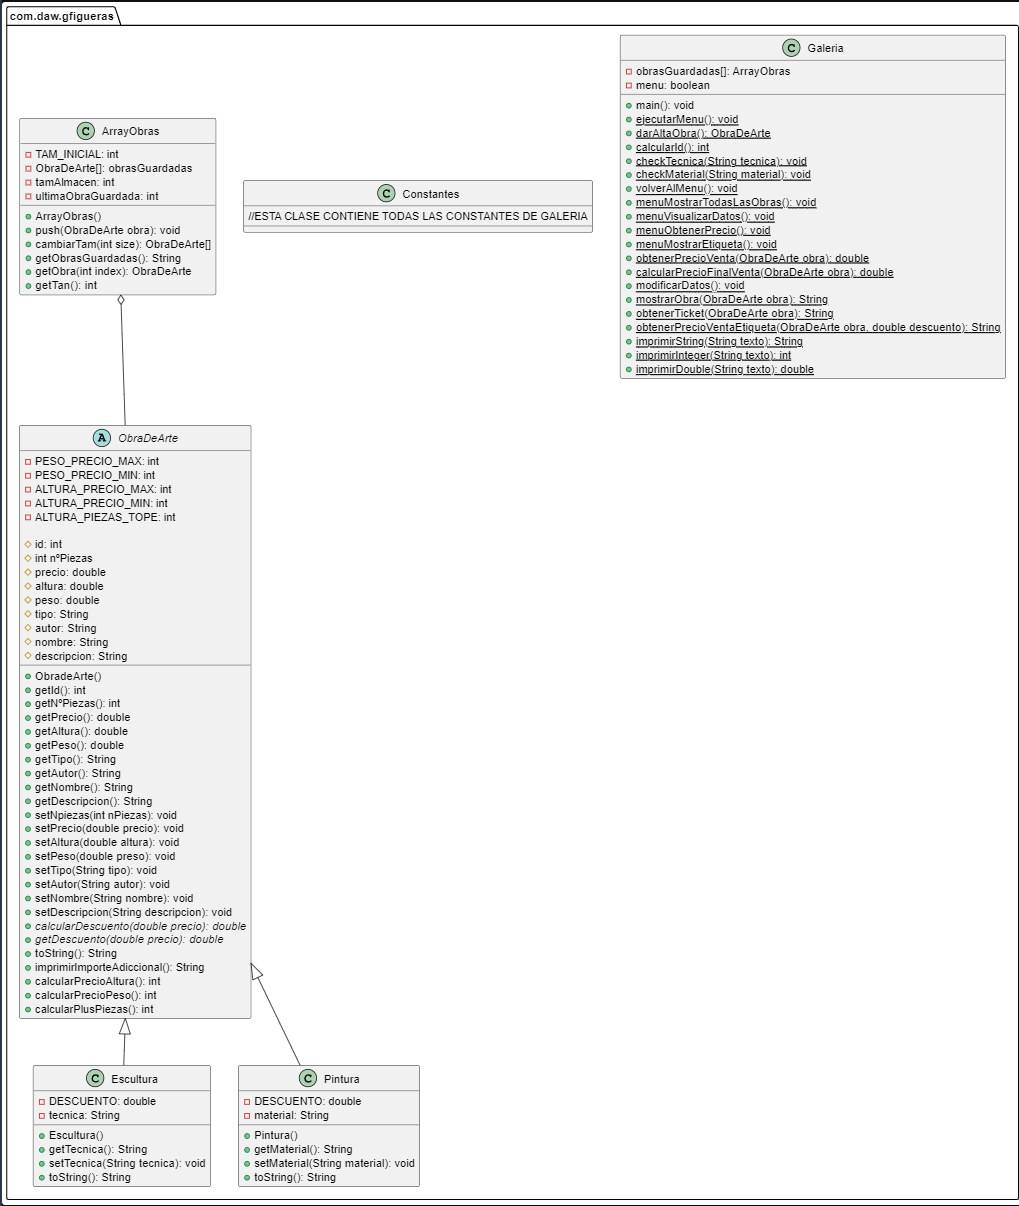 com.daw.gfigueras
C Galeria
obrasGuardadas[]: ArrayObras
menu: boolean
main(): void
ejecutarMenu(): void
darAltaObra(): ObraDeArte
calcularId(): int
checkTecnica(String tecnica): void
checkMaterial(String material): void
volverAlMenu(): void
menuMostrarTodasLasObras(): void
menuVisualizarDatos(): void
menuObtenerPrecio(): void
menuMostrarEtiqueta(): void
obtenerPrecioVenta(ObraDeArte obra): double
calcularPrecioFinalVenta(ObraDeArte obra): double
modificarDatos(): void
mostrarObra(ObraDeArte obra): String
obtenerTicket(ObraDeArte obra): String
obtenerPrecioVentaEtiqueta(ObraDeArte obra, double descuento): String
imprimirString(String texto): String
imprimirInteger(String texto): int
imprimirDouble(String texto): double
C ArrayObras
TAM_INICIAL: int
ObraDeArte[]: obrasGuardadas
tamAlmacen: int
ultimaObraGuardada: int
ArrayObras()
push(ObraDeArte obra): void
cambiarTam(int size): ObraDeArte[]
getObrasGuardadas(): String
getObra(int index): ObraDeArte
getTan(): int
C Constantes
//ESTA CLASE CONTIENE TODAS LAS CONSTANTES DE GALERIA
A ObraDeArte
PESO_PRECIO_MAX: int
PESO_PRECIO_MIN: int
ALTURA_PRECIO_MAX: int
ALTURA_PRECIO_MIN: int
ALTURA_PIEZAS_TOPE: int
id: int
int nºPiezas
precio: double
altura: double
peso: double
tipo: String
autor: String
nombre: String
descripcion: String
ObradeArte()
getId(): int
getNºPiezas(): int
getPrecio(): double
getAltura(): double
getPeso(): double
getTipo(): String
getAutor(): String
getNombre(): String
getDescripcion(): String
setNpiezas(int nPiezas): void
setPrecio(double precio): void
setAltura(double altura): void
setPeso(double preso): void
setTipo(String tipo): void
setAutor(String autor): void
setNombre(String nombre): void
setDescripcion(String descripcion): void
calcularDescuento(double precio): double
getDescuento(double precio): double
toString(): String
imprimirImporteAdiccional(): String
calcularPrecioAltura(): int
calcularPrecioPeso(): int
calcularPlusPiezas(): int
C Escultura
DESCUENTO: double
tecnica: String
Escultura()
getTecnica(): String
setTecnica(String tecnica): void
toString(): String
C Pintura
DESCUENTO: double
material: String
Pintura()
getMaterial(): String
setMaterial(String material): void
toString(): String